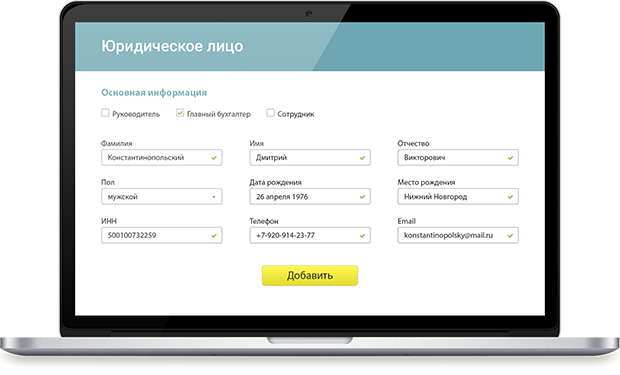 Юридическое лицо
Основная информация
Руководитель Главный бухгалтер Сотрудник
Фамилия Имя Отчество
Константинопольский Дмитрий Викторович
Пол Дата рождения Место рождения
мужской 26 апреля 1976 Нижний Новгород
ИНН Телефон Email
500100732259 +7-920-914-23-77 konstantinopolsky@mail.ru
Добавить